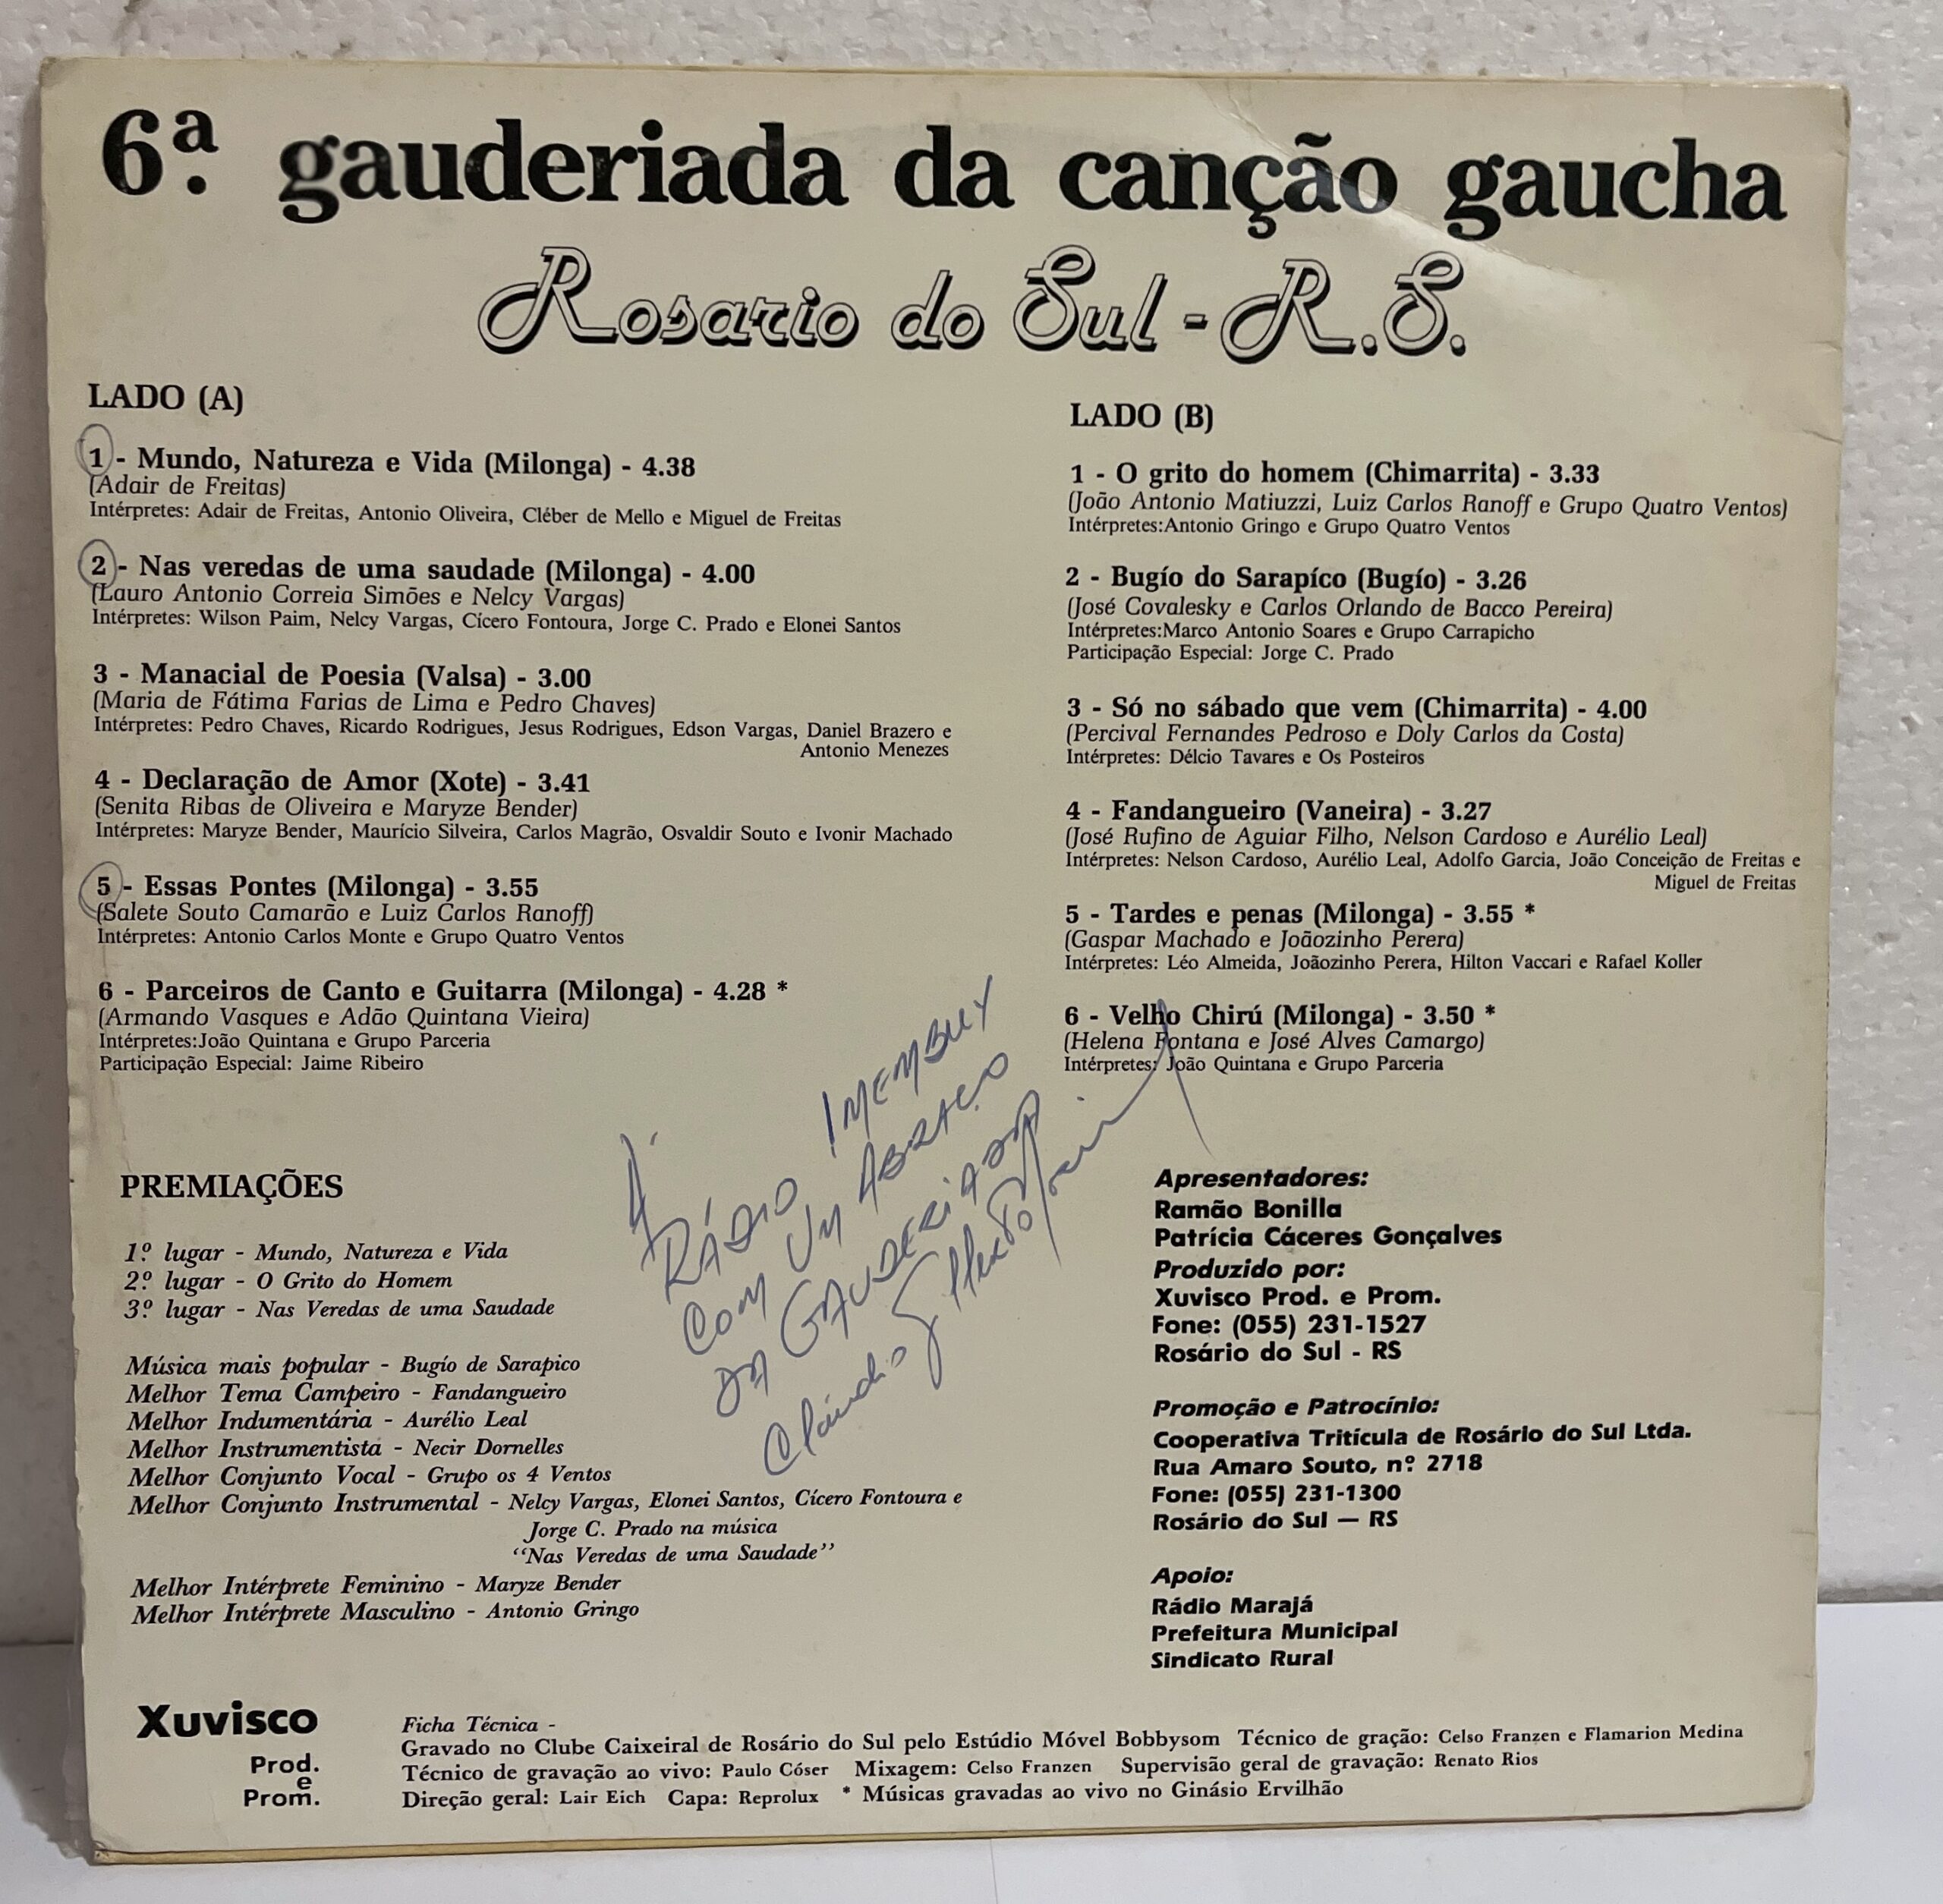 6ª. gauderiada da canção gaucha
Rosario do Sul - R.S.
LADO (A)
1 - Mundo, Natureza e Vida (Milonga) - 4.38
(Adair de Freitas)
Intérpretes: Adair de Freitas, Antonio Oliveira, Cléber de Mello e Miguel de Freitas
2 - Nas veredas de uma saudade (Milonga) - 4.00
(Lauro Antonio Correia Simões e Nelcy Vargas)
Intérpretes: Wilson Paim, Nelcy Vargas, Cícero Fontoura, Jorge C. Prado e Elonei Santos
3 - Manacial de Poesia (Valsa) - 3.00
(Maria de Fátima Farias de Lima e Pedro Chaves)
Intérpretes: Pedro Chaves, Ricardo Rodrigues, Jesus Rodrigues, Edson Vargas, Daniel Brazero e
Antonio Menezes
4 - Declaração de Amor (Xote) - 3.41
(Senita Ribas de Oliveira e Maryze Bender)
Intérpretes: Maryze Bender, Maurício Silveira, Carlos Magrão, Osvaldir Souto e Ivonir Machado
5 - Essas Pontes (Milonga) - 3.55
(Salete Souto Camarão e Luiz Carlos Ranoff)
Intérpretes: Antonio Carlos Monte e Grupo Quatro Ventos
6 - Parceiros de Canto e Guitarra (Milonga) - 4.28 *
(Armando Vasques e Adão Quintana Vieira)
Intérpretes:João Quintana e Grupo Parceria
Participação Especial: Jaime Ribeiro
LADO (B)
1 - O grito do homem (Chimarrita) - 3.33
(João Antonio Matiuzzi, Luiz Carlos Ranoff e Grupo Quatro Ventos)
Intérpretes:Antonio Gringo e Grupo Quatro Ventos
2 - Bugío do Sarapíco (Bugío) - 3.26
(José Covalesky e Carlos Orlando de Bacco Pereira)
Intérpretes:Marco Antonio Soares e Grupo Carrapicho
Participação Especial: Jorge C. Prado
3 - Só no sábado que vem (Chimarrita) - 4.00
(Percival Fernandes Pedroso e Doly Carlos da Costa)
Intérpretes: Délcio Tavares e Os Posteiros
4 - Fandangueiro (Vaneira) - 3.27
(José Rufino de Aguiar Filho, Nelson Cardoso e Aurélio Leal)
Intérpretes: Nelson Cardoso, Aurélio Leal, Adolfo Garcia, João Conceição de Freitas e
Miguel de Freitas
5 - Tardes e penas (Milonga) - 3.55 *
(Gaspar Machado e Joãozinho Perera)
Intérpretes: Léo Almeida, Joãozinho Perera, Hilton Vaccari e Rafael Koller
6 - Velho Chirú (Milonga) - 3.50 *
(Helena Fontana e José Alves Camargo)
Intérpretes: João Quintana e Grupo Parceria
À
RÁDIO IMEMBUY
COM UM ABRAÇO
DA GAUDERIADA
Cláudio
PREMIAÇÕES
1º. lugar - Mundo, Natureza e Vida
2º. lugar - O Grito do Homem
3º. lugar - Nas Veredas de uma Saudade
Música mais popular - Bugío de Sarapico
Melhor Tema Campeiro - Fandangueiro
Melhor Indumentária - Aurélio Leal
Melhor Instrumentista - Necir Dornelles
Melhor Conjunto Vocal - Grupo os 4 Ventos
Melhor Conjunto Instrumental - Nelcy Vargas, Elonei Santos, Cícero Fontoura e
Jorge C. Prado na música
“Nas Veredas de uma Saudade”
Melhor Intérprete Feminino - Maryze Bender
Melhor Intérprete Masculino - Antonio Gringo
Apresentadores:
Ramão Bonilla
Patrícia Cáceres Gonçalves
Produzido por:
Xuvisco Prod. e Prom.
Fone: (055) 231-1527
Rosário do Sul - RS
Promoção e Patrocínio:
Cooperativa Tritícula de Rosário do Sul Ltda.
Rua Amaro Souto, nº. 2718
Fone: (055) 231-1300
Rosário do Sul — RS
Apoio:
Rádio Marajá
Prefeitura Municipal
Sindicato Rural
Xuvisco
Prod.
e
Prom.
Ficha Técnica -
Gravado no Clube Caixeiral de Rosário do Sul pelo Estúdio Móvel Bobbysom Técnico de gração: Celso Franzen e Flamarion Medina
Técnico de gravação ao vivo: Paulo Cóser Mixagem: Celso Franzen Supervisão geral de gravação: Renato Rios
Direção geral: Lair Eich Capa: Reprolux * Músicas gravadas ao vivo no Ginásio Ervilhão